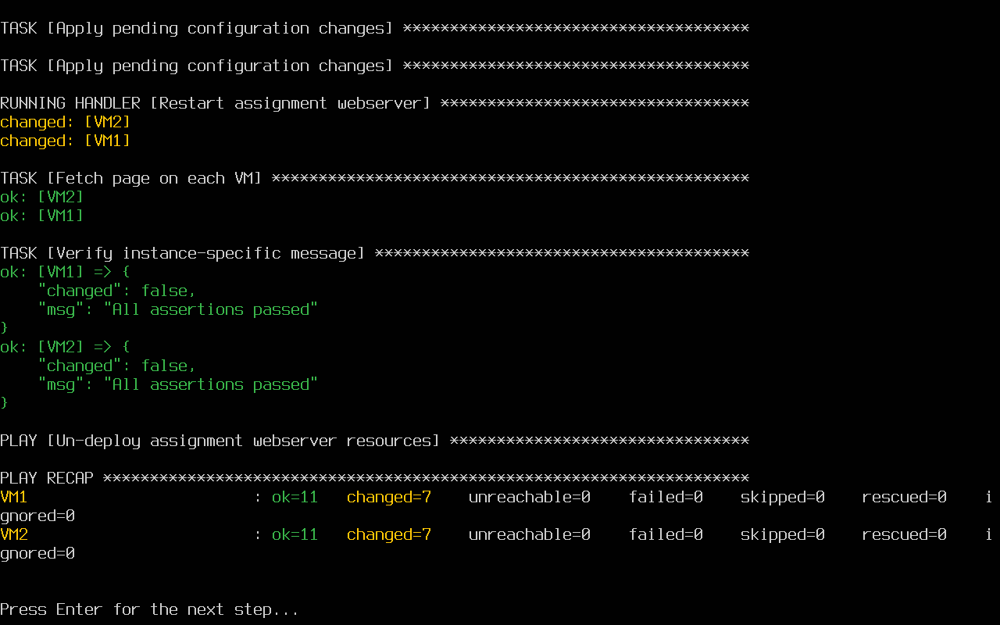 TASK [Apply pending configuration changes] *************************************
TASK [Apply pending configuration changes] *************************************
RUNNING HANDLER [Restart assignment webserver] *********************************
changed: [VM2]
changed: [VM1]
TASK [Fetch page on each VM] ***************************************************
ok: [VM2]
ok: [VM1]
TASK [Verify instance-specific message] ****************************************
ok: [VM1] => {
    "changed": false,
    "msg": "All assertions passed"
}
ok: [VM2] => {
    "changed": false,
    "msg": "All assertions passed"
}
PLAY [Un-deploy assignment webserver resources] ********************************
PLAY RECAP *********************************************************************
VM1                        : ok=11   changed=7    unreachable=0    failed=0    skipped=0    rescued=0    i
gnored=0
VM2                        : ok=11   changed=7    unreachable=0    failed=0    skipped=0    rescued=0    i
gnored=0
Press Enter for the next step...